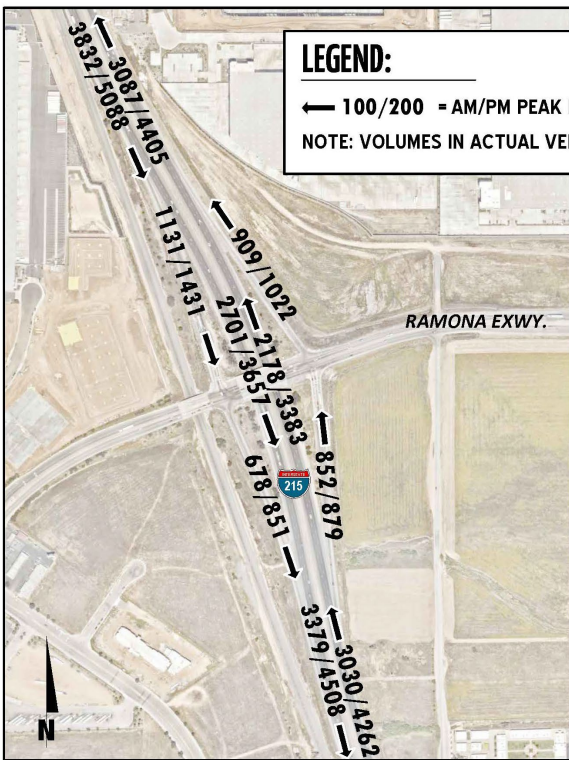 LEGEND:
100/200 = AM/PM PEAK
NOTE: VOLUMES IN ACTUAL VE
3087/4405
3832/5088
1131/1431
909/1022
RAMONA EXWY.
2178/3383
2701/3657
852/879
678/851
INTERSTATE
215
3030/4262
3379/4508
N